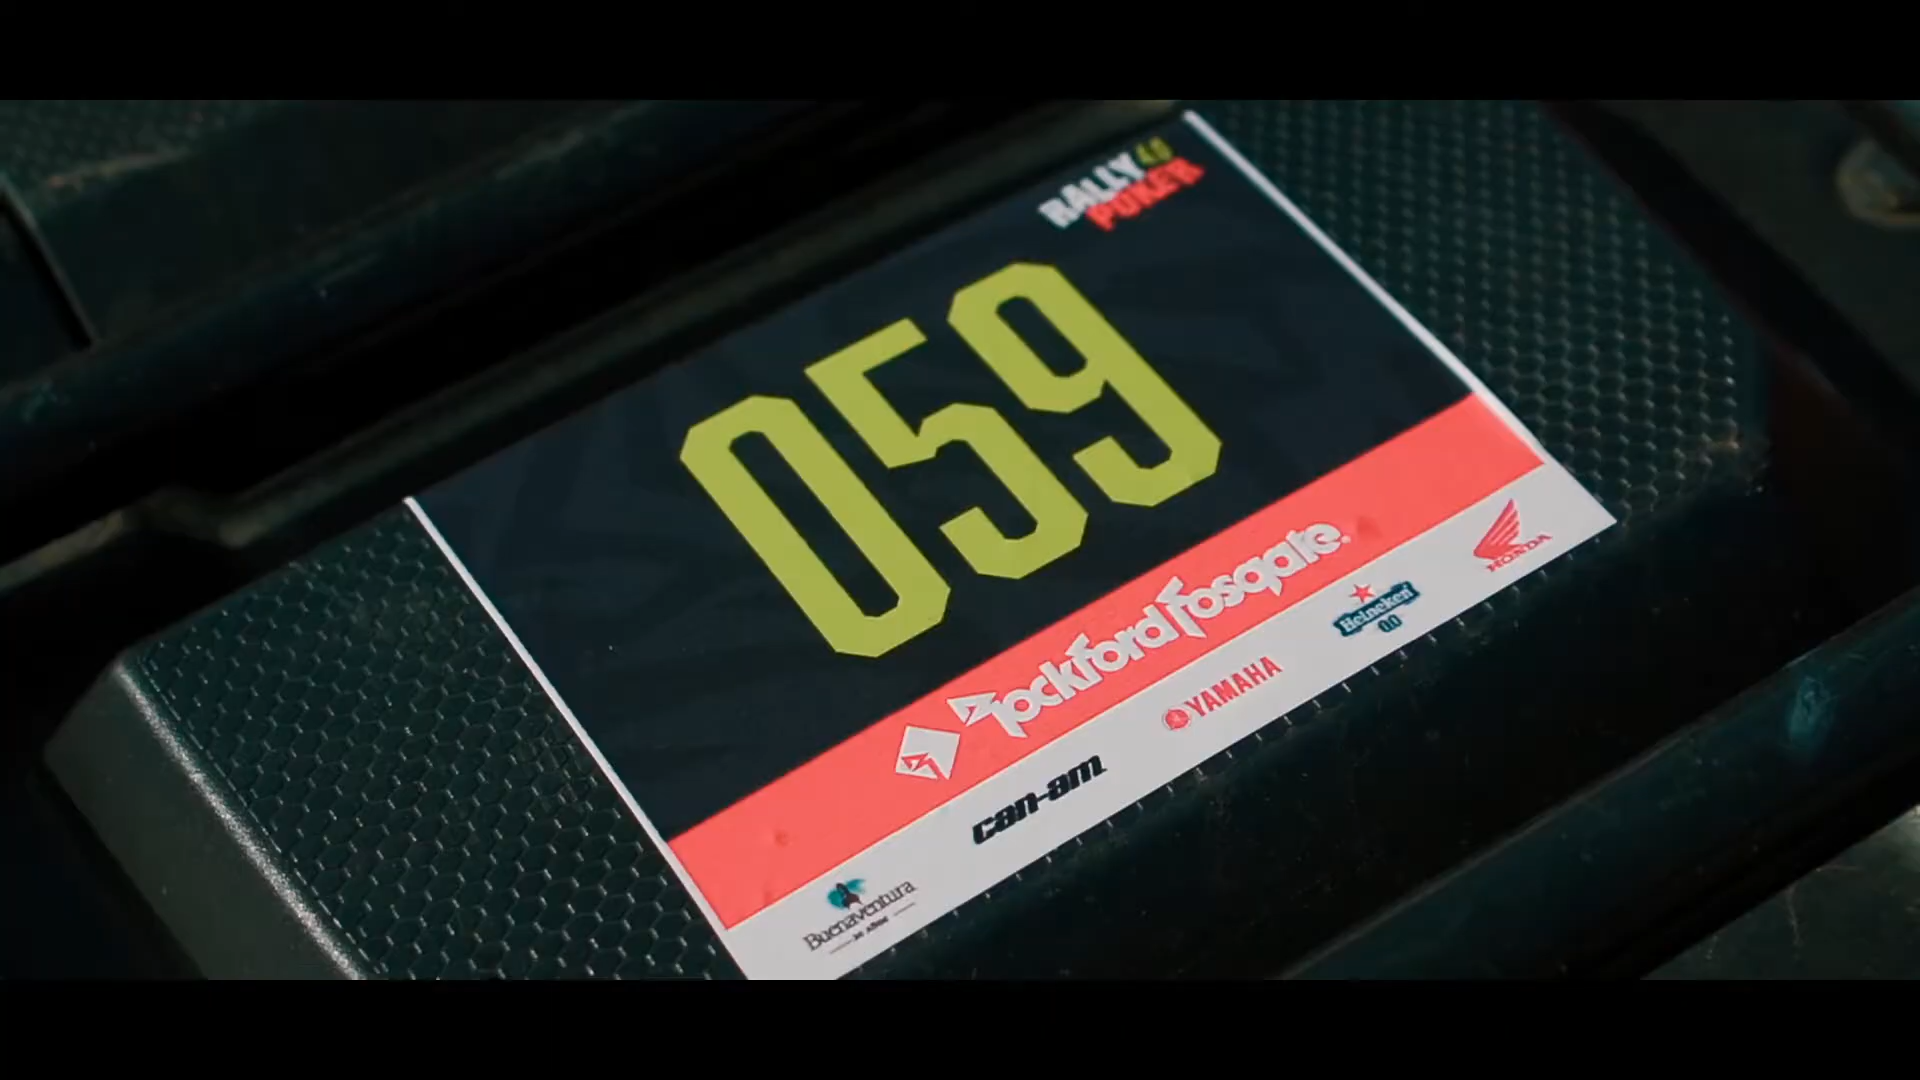 RALLY 4.0
POKER
059
Rockford Fosgate
Buenaventura
can-am
YAMAHA
Heineken
0.0
HONDA